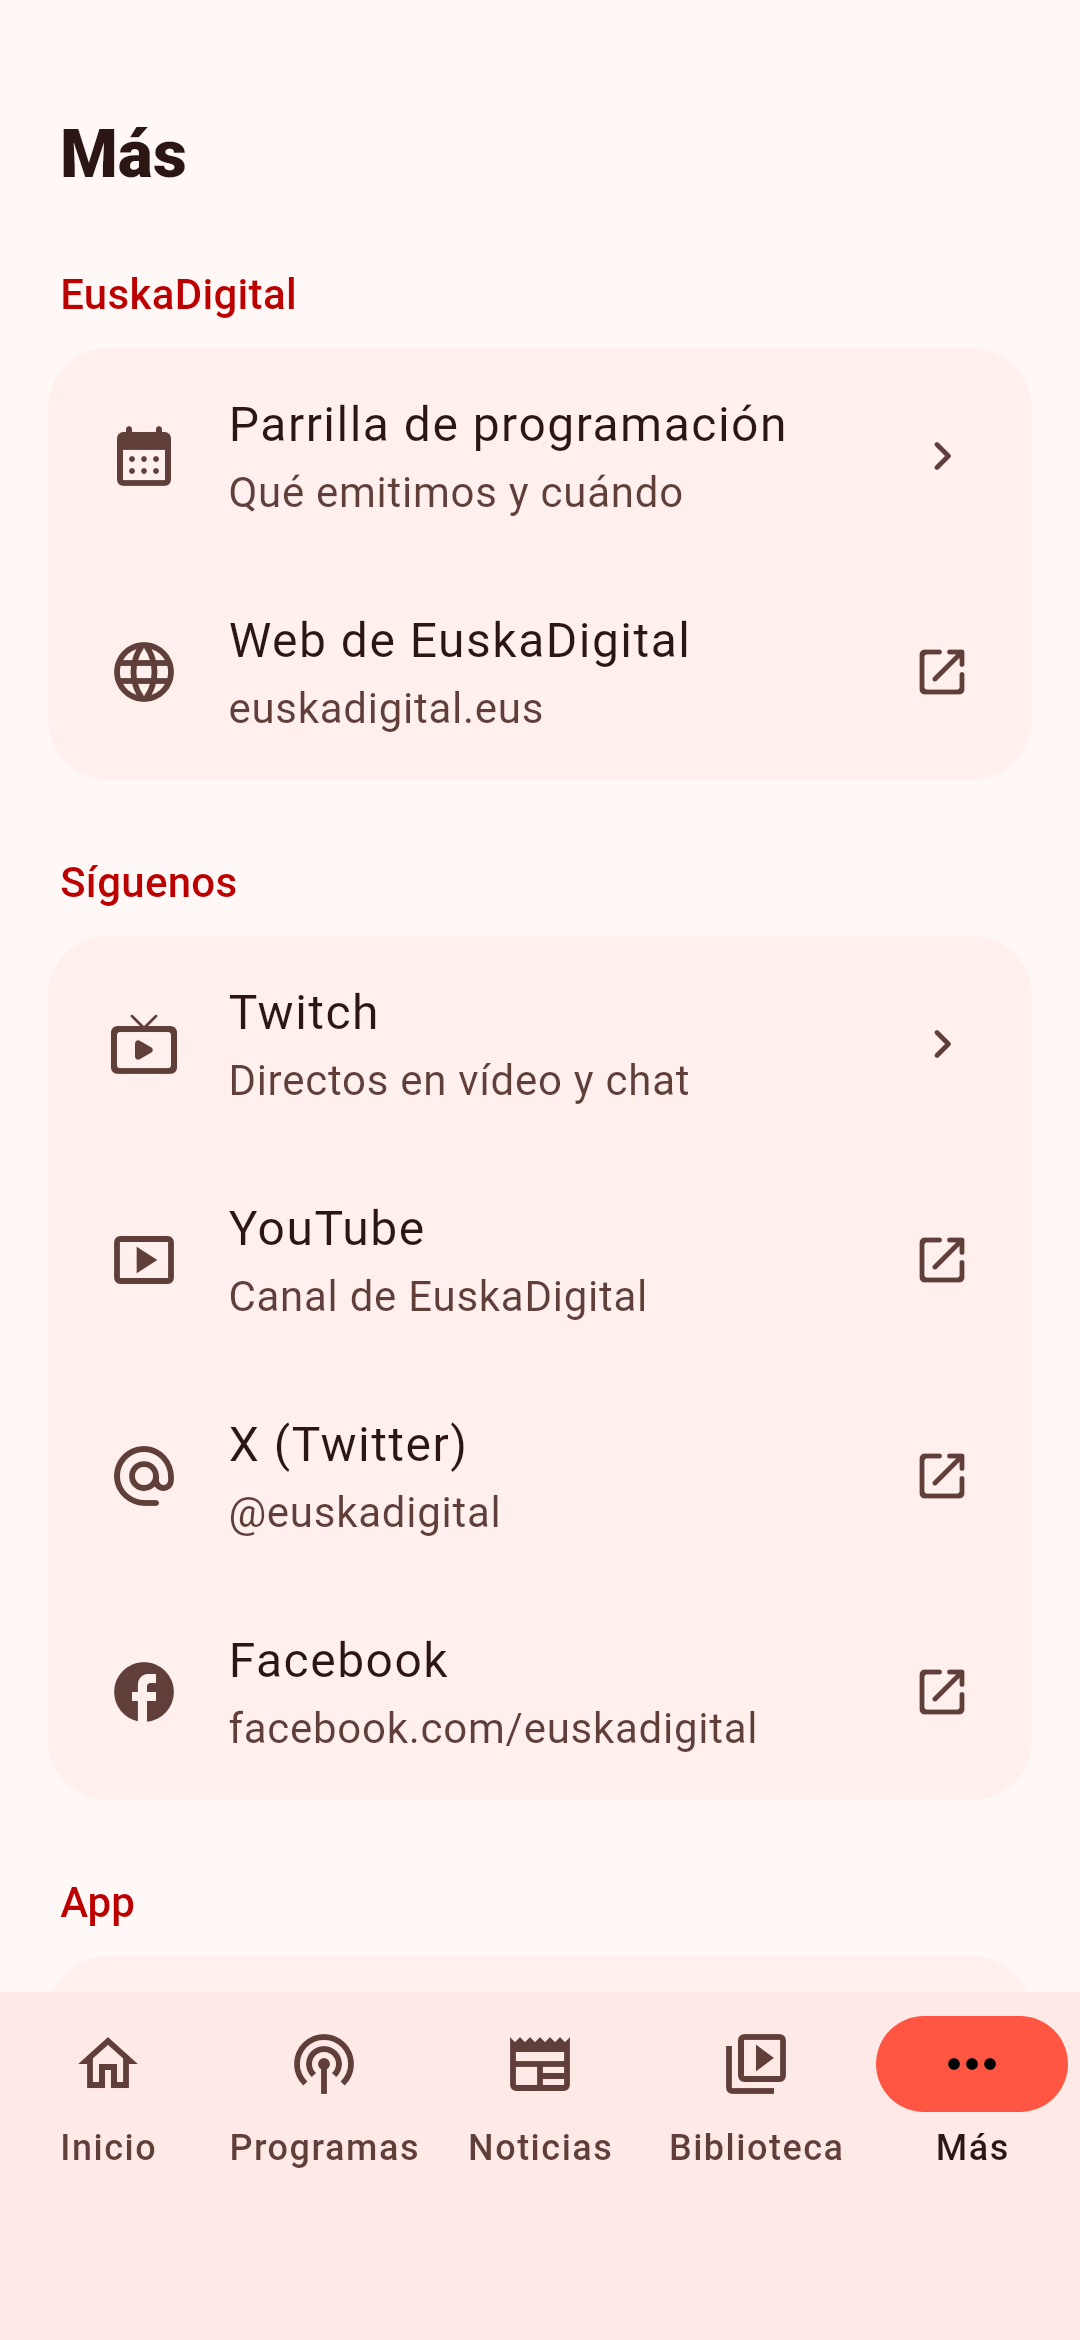 Más
EuskaDigital
Parrilla de programación
Qué emitimos y cuándo
Web de EuskaDigital
euskadigital.eus
Síguenos
Twitch
Directos en vídeo y chat
YouTube
Canal de EuskaDigital
X (Twitter)
@euskadigital
Facebook
facebook.com/euskadigital
App
Inicio
Programas
Noticias
Biblioteca
Más